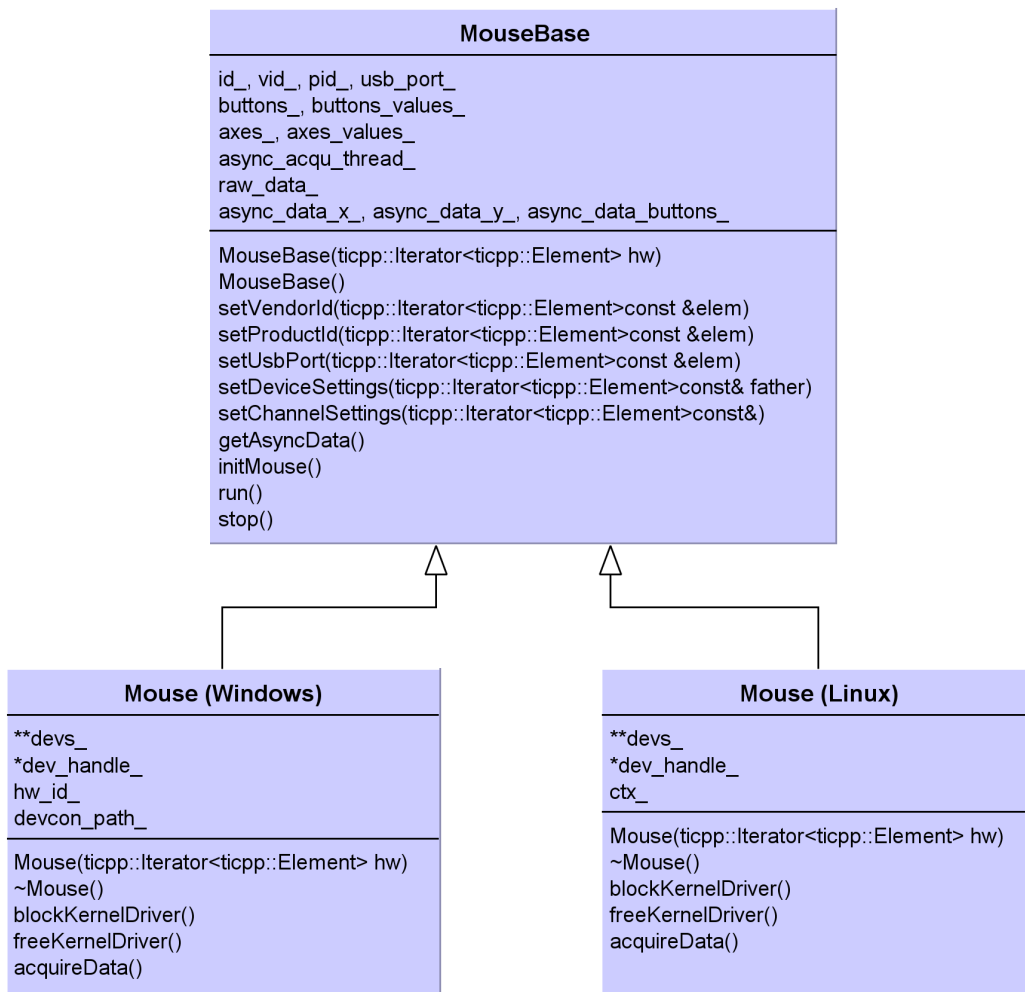 MouseBase
id_, vid_, pid_, usb_port_
buttons_, buttons_values_
axes_, axes_values_
async_acqu_thread_
raw_data_
async_data_x_, async_data_y_, async_data_buttons_
MouseBase(ticpp::Iterator<ticpp::Element> hw)
MouseBase()
setVendorId(ticpp::Iterator<ticpp::Element>const &elem)
setProductId(ticpp::Iterator<ticpp::Element>const &elem)
setUsbPort(ticpp::Iterator<ticpp::Element>const &elem)
setDeviceSettings(ticpp::Iterator<ticpp::Element>const& father)
setChannelSettings(ticpp::Iterator<ticpp::Element>const&)
getAsyncData()
initMouse()
run()
stop()
Mouse (Windows)
**devs_
*dev_handle_
hw_id_
devcon_path_
Mouse(ticpp::Iterator<ticpp::Element> hw)
~Mouse()
blockKernelDriver()
freeKernelDriver()
acquireData()
Mouse (Linux)
**devs_
*dev_handle_
ctx_
Mouse(ticpp::Iterator<ticpp::Element> hw)
~Mouse()
blockKernelDriver()
freeKernelDriver()
acquireData()